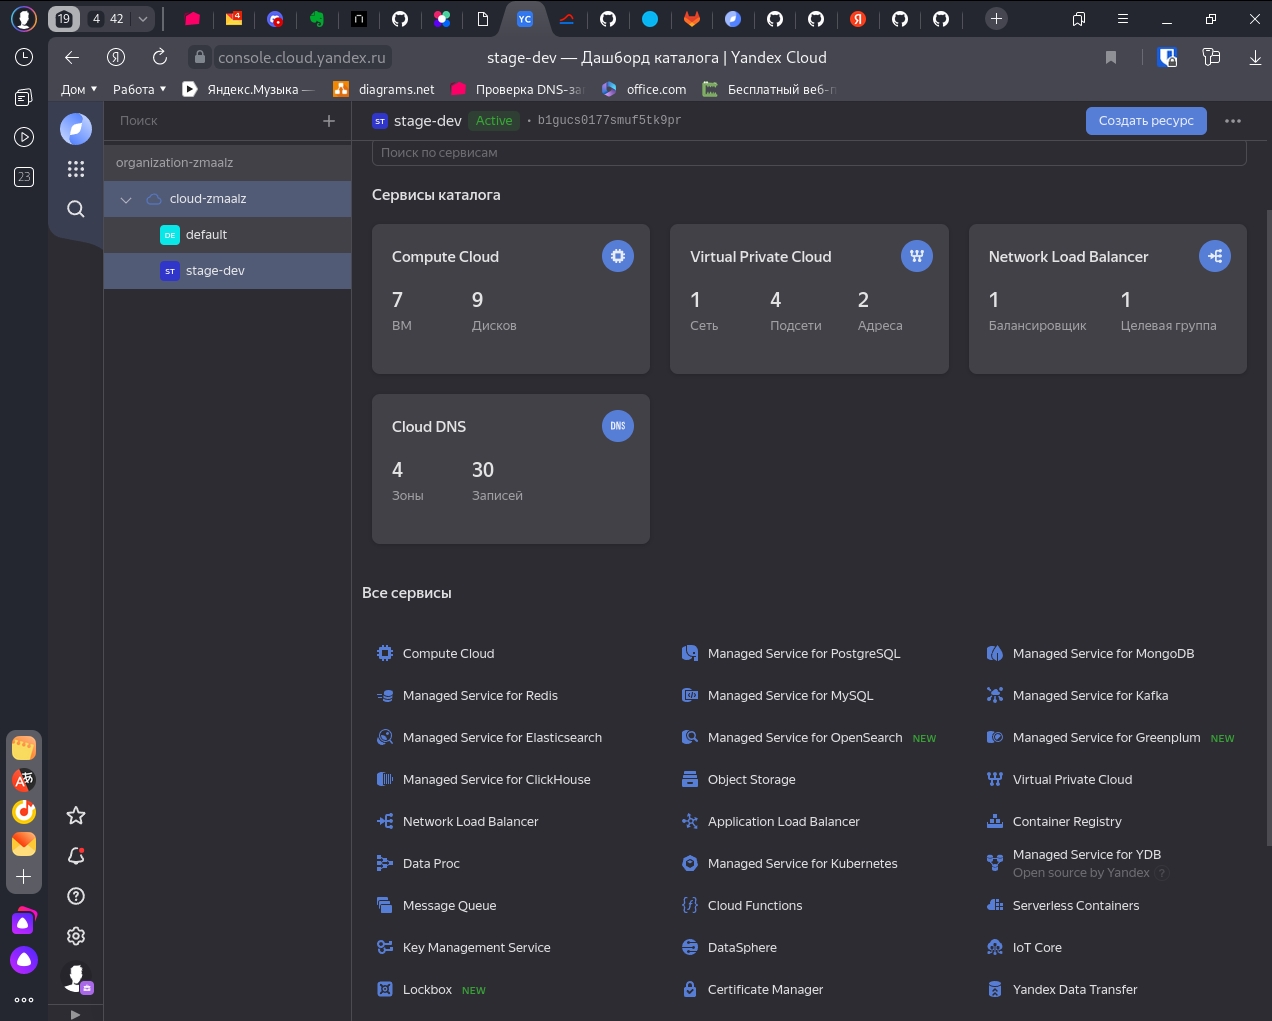 19 4 42 YC
console.cloud.yandex.ru stage-dev — Дашборд каталога | Yandex Cloud
Дом Работа Яндекс.Музыка — diagrams.net Проверка DNS-за office.com Бесплатный веб-
23
Поиск
ST stage-dev Active • b1gucs0177smuf5tk9pr Создать ресурс
organization-zmaalz
cloud-zmaalz
DE default
ST stage-dev
Поиск по сервисам
Сервисы каталога
Compute Cloud
7 9
ВМ Дисков
Virtual Private Cloud
1 4 2
Сеть Подсети Адреса
Network Load Balancer
1 1
Балансировщик Целевая группа
Cloud DNS DNS
4 30
Зоны Записей
Все сервисы
Compute Cloud Managed Service for PostgreSQL Managed Service for MongoDB
Managed Service for Redis Managed Service for MySQL Managed Service for Kafka
Managed Service for Elasticsearch Managed Service for OpenSearch NEW Managed Service for Greenplum NEW
Managed Service for ClickHouse Object Storage Virtual Private Cloud
Network Load Balancer Application Load Balancer Container Registry
Data Proc Managed Service for Kubernetes Managed Service for YDB
Open source by Yandex ?
Message Queue Cloud Functions Serverless Containers
Key Management Service DataSphere IoT Core
Lockbox NEW Certificate Manager Yandex Data Transfer